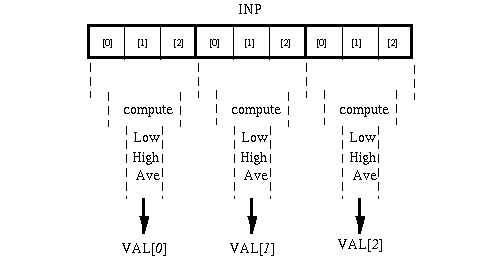 INP
[0] [1] [2] [0] [1] [2] [0] [1] [2]
compute compute compute
Low Low Low
High High High
Ave Ave Ave
VAL[0] VAL[1] VAL[2]